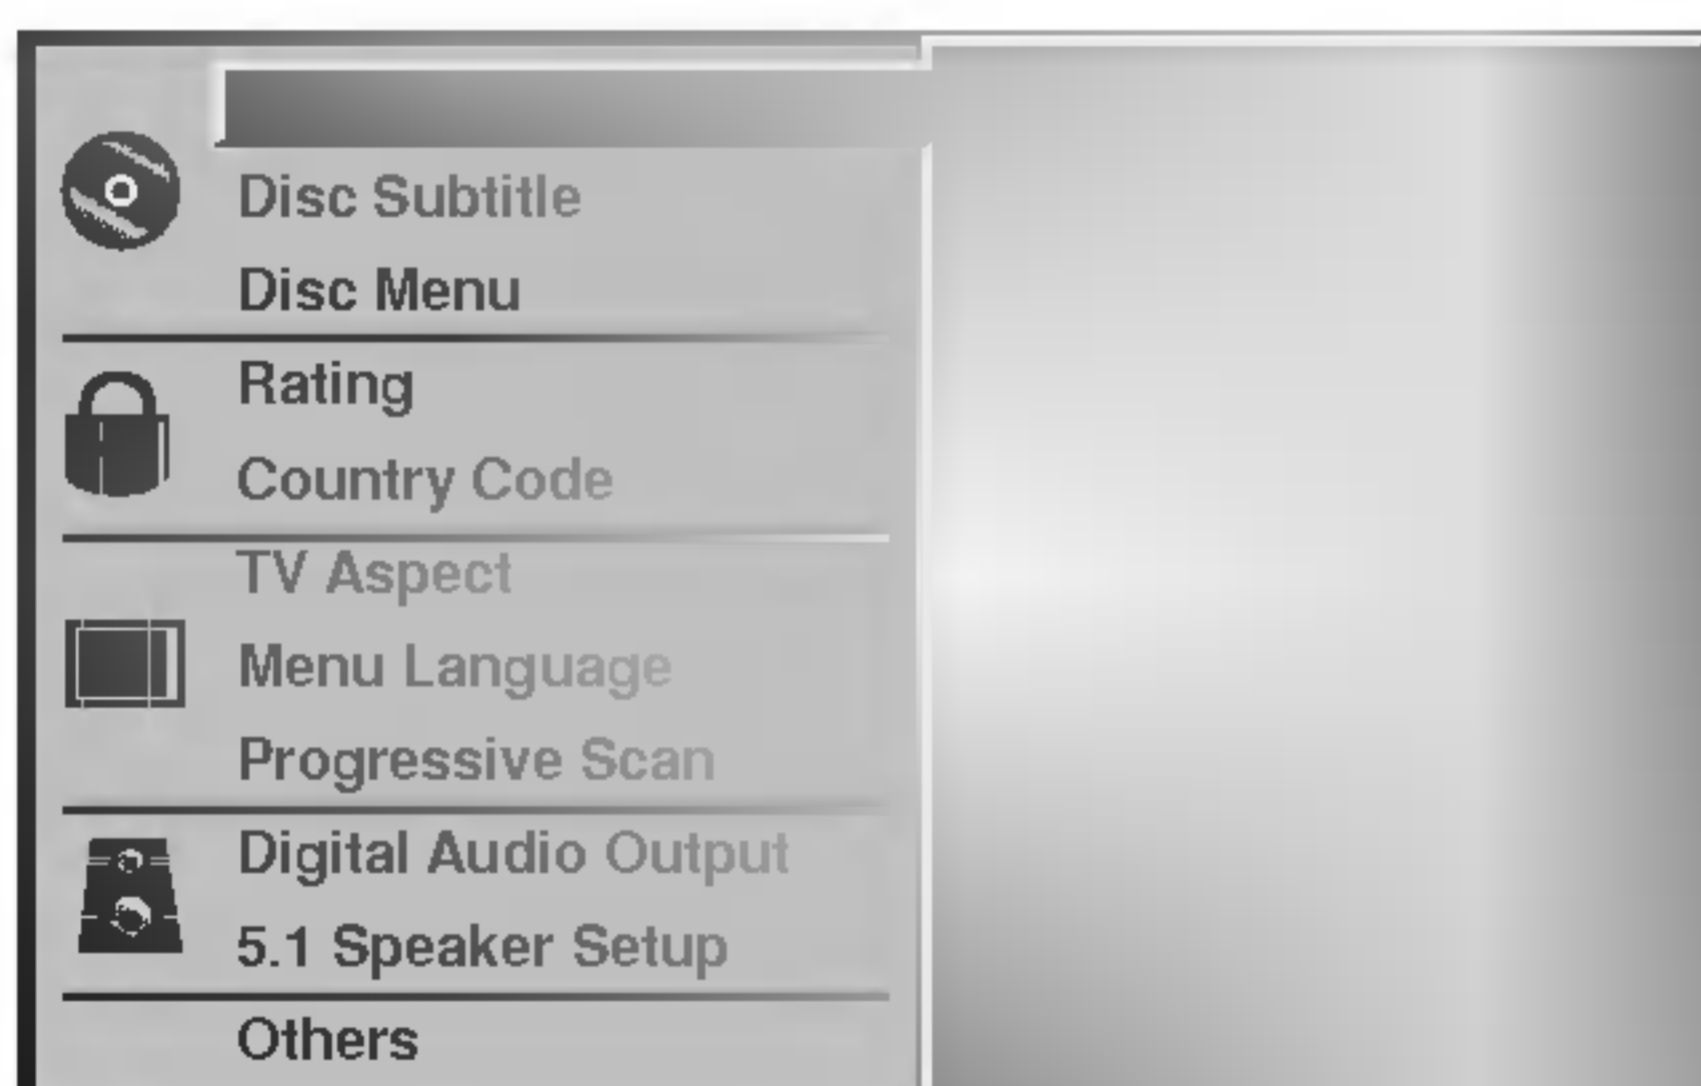 Disc Subtitle
Disc Menu
Rating
Country Code
TV Aspect
Menu Language
Progressive Scan
Digital Audio Output
5.1 Speaker Setup
Others